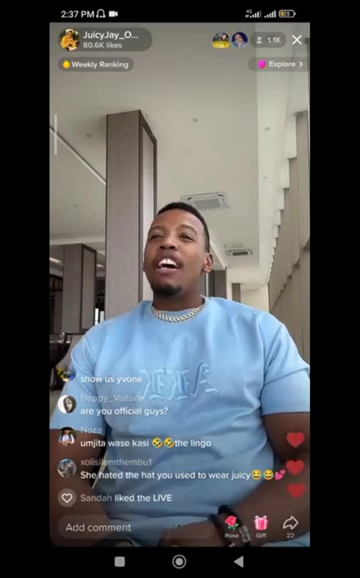 2:37 PM
4G
JuicyJay_O...
80.6K likes
1.1K
Weekly Ranking
Explore >
show us yvone
Happy_Vulture
are you official guys?
Noza
umjita wase kasi 🤣🤣the lingo
xolisilemthembu1
She hated the hat you used to wear juicy😂😂💕
Sandah liked the LIVE
Add comment
Rose
Gift
22